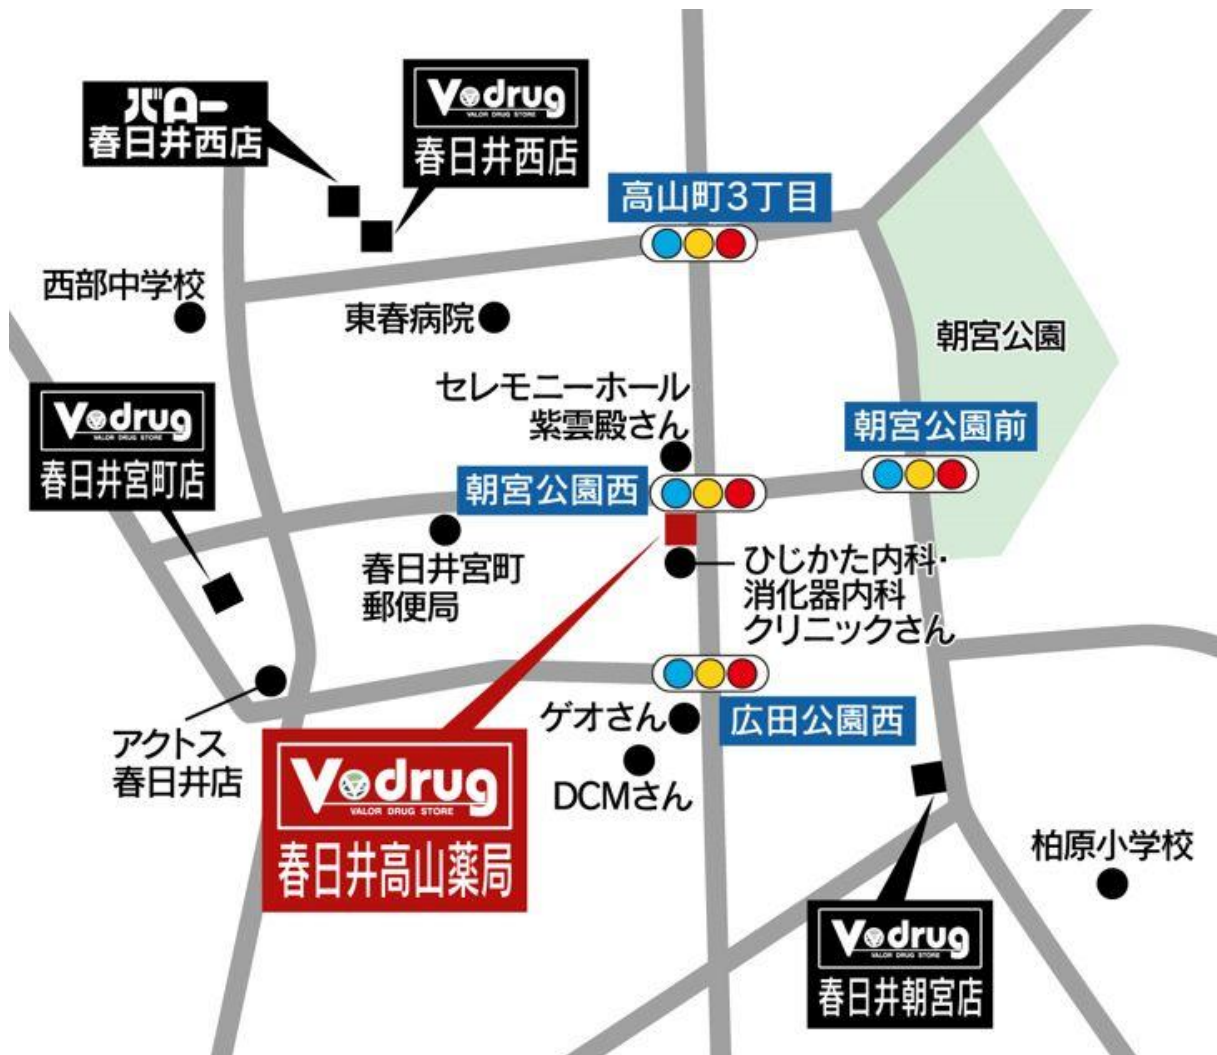 バロー
春日井西店
V drug
VALOR DRUG STORE
春日井西店
高山町3丁目
西部中学校
東春病院
朝宮公園
セレモニーホール
紫雲殿さん
V drug
VALOR DRUG STORE
春日井宮町店
朝宮公園前
朝宮公園西
春日井宮町
郵便局
ひじかた内科・
消化器内科
クリニックさん
アクトス
春日井店
ゲオさん
広田公園西
DCMさん
V drug
VALOR DRUG STORE
春日井高山薬局
柏原小学校
V drug
VALOR DRUG STORE
春日井朝宮店